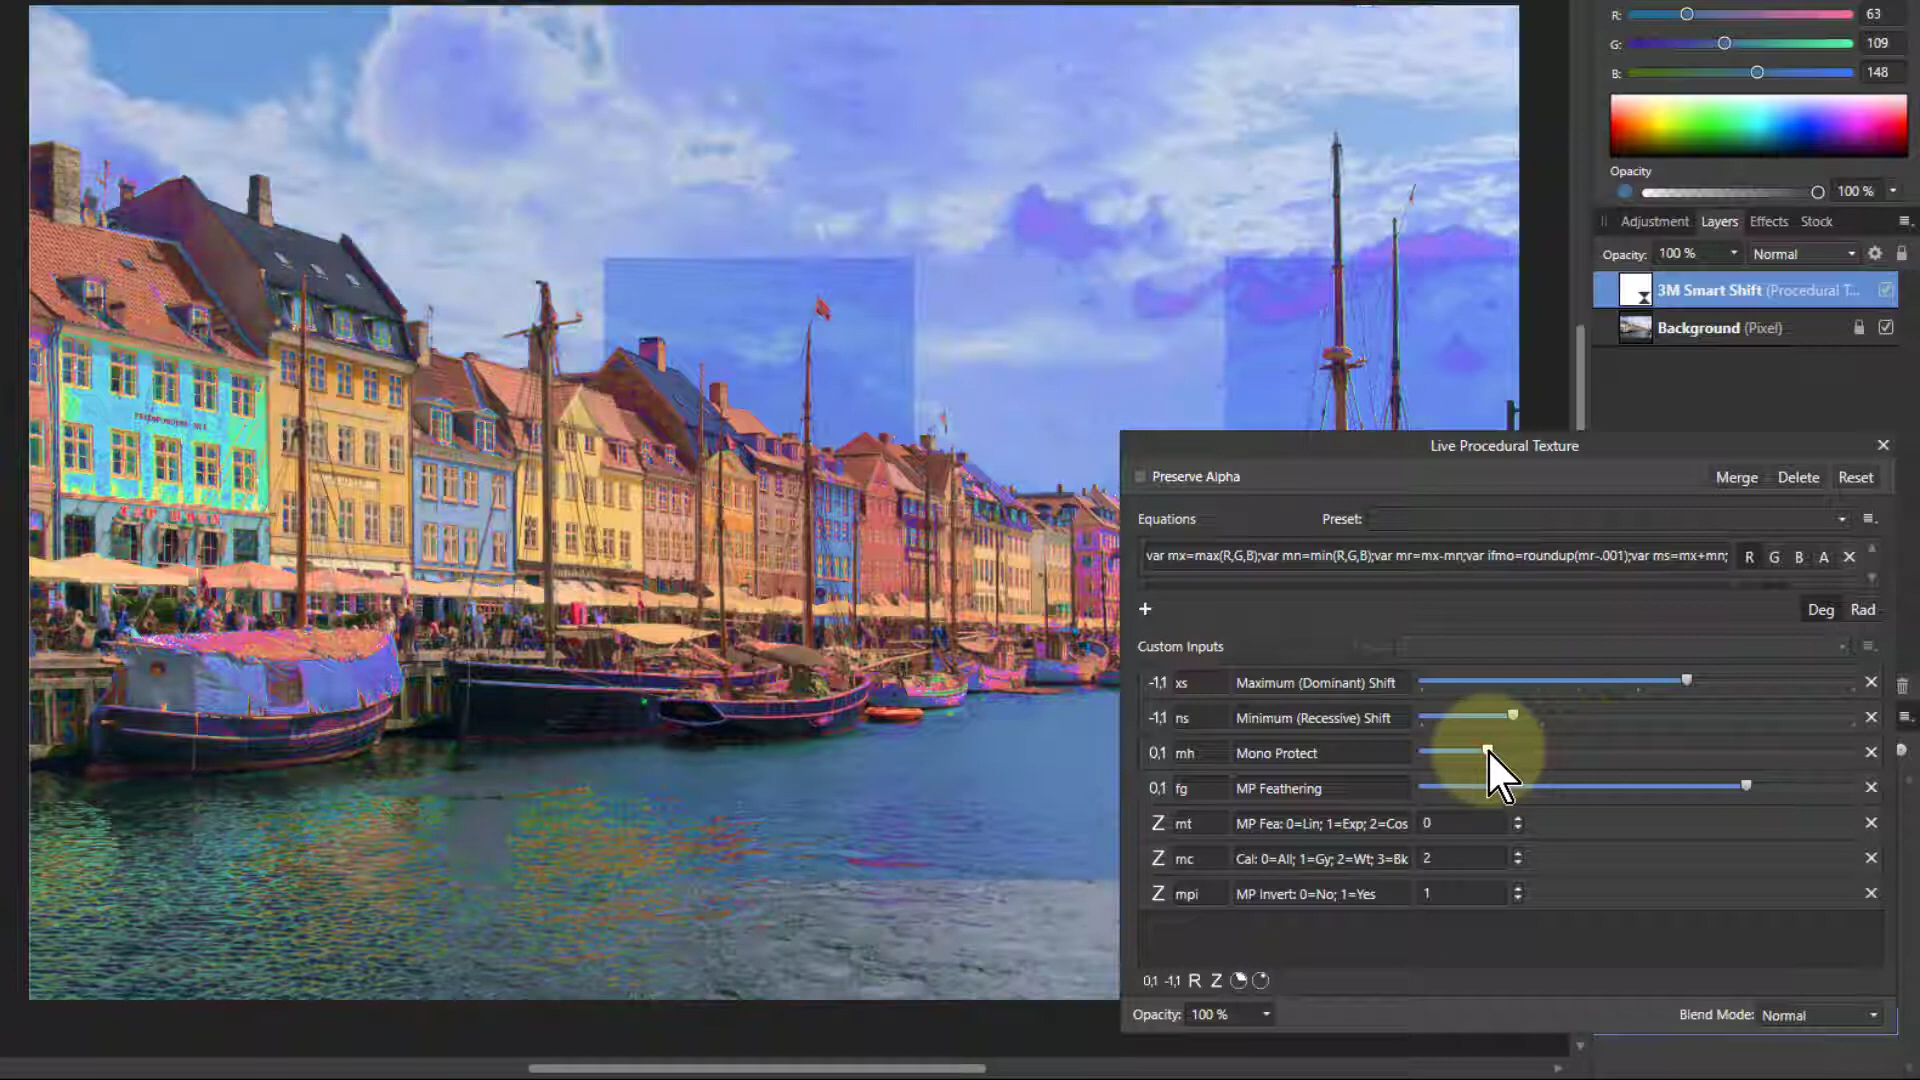 R: 63
G: 109
B: 148
Opacity
100 %
Adjustment Layers Effects Stock
Opacity: 100 % Normal
3M Smart Shift (Procedural T...
Background (Pixel)
Live Procedural Texture
Preserve Alpha Merge Delete Reset
Equations Preset:
var mx=max(R,G,B);var mn=min(R,G,B);var mr=mx-mn;var ifmo=roundup(mr-.001);var ms=mx+mn; R G B A
Deg Rad
Custom Inputs
-1,1 xs Maximum (Dominant) Shift
-1,1 ns Minimum (Recessive) Shift
0,1 mh Mono Protect
0,1 fg MP Feathering
Z mt MP Fea: 0=Lin; 1=Exp; 2=Cos 0
Z mc Cal: 0=All; 1=Gy; 2=Wt; 3=Bk 2
Z mpi MP Invert: 0=No; 1=Yes 1
0,1 -1,1 R Z
Opacity: 100 % Blend Mode: Normal